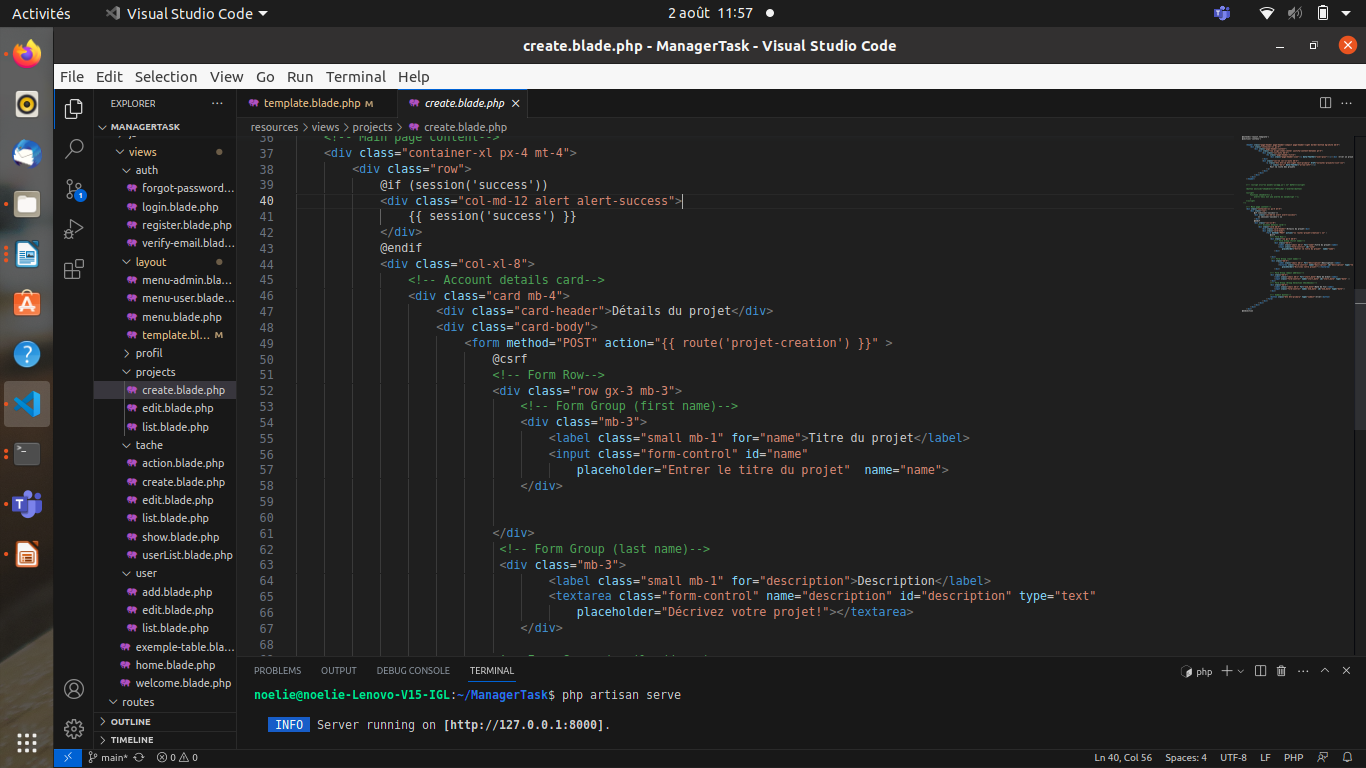 Activités
Visual Studio Code
2 août 11:57
create.blade.php - ManagerTask - Visual Studio Code
File Edit Selection View Go Run Terminal Help
EXPLORER
template.blade.php M
create.blade.php
MANAGERTASK
resources > views > projects > create.blade.php
views
auth
forgot-password...
login.blade.php
register.blade.php
verify-email.blad...
layout
menu-admin.bla...
menu-user.blade...
menu.blade.php
template.bl... M
profil
projects
create.blade.php
edit.blade.php
list.blade.php
tache
action.blade.php
create.blade.php
edit.blade.php
list.blade.php
show.blade.php
userList.blade.php
user
add.blade.php
edit.blade.php
list.blade.php
exemple-table.bla...
home.blade.php
welcome.blade.php
routes
OUTLINE
TIMELINE
1
36 <!-- Main page content-->
37 <div class="container-xl px-4 mt-4">
38 <div class="row">
39 @if (session('success'))
40 <div class="col-md-12 alert alert-success">
41 {{ session('success') }}
42 </div>
43 @endif
44 <div class="col-xl-8">
45 <!-- Account details card-->
46 <div class="card mb-4">
47 <div class="card-header">Détails du projet</div>
48 <div class="card-body">
49 <form method="POST" action="{{ route('projet-creation') }}" >
50 @csrf
51 <!-- Form Row-->
52 <div class="row gx-3 mb-3">
53 <!-- Form Group (first name)-->
54 <div class="mb-3">
55 <label class="small mb-1" for="name">Titre du projet</label>
56 <input class="form-control" id="name"
57 placeholder="Entrer le titre du projet"  name="name">
58 </div>
59
60
61 </div>
62 <!-- Form Group (last name)-->
63 <div class="mb-3">
64 <label class="small mb-1" for="description">Description</label>
65 <textarea class="form-control" name="description" id="description" type="text"
66 placeholder="Décrivez votre projet!"></textarea>
67 </div>
68
PROBLEMS OUTPUT DEBUG CONSOLE TERMINAL
php
noelie@noelie-Lenovo-V15-IGL:~/ManagerTask$ php artisan serve
INFO Server running on [http://127.0.0.1:8000].
main* 0 0
Ln 40, Col 56 Spaces: 4 UTF-8 LF PHP